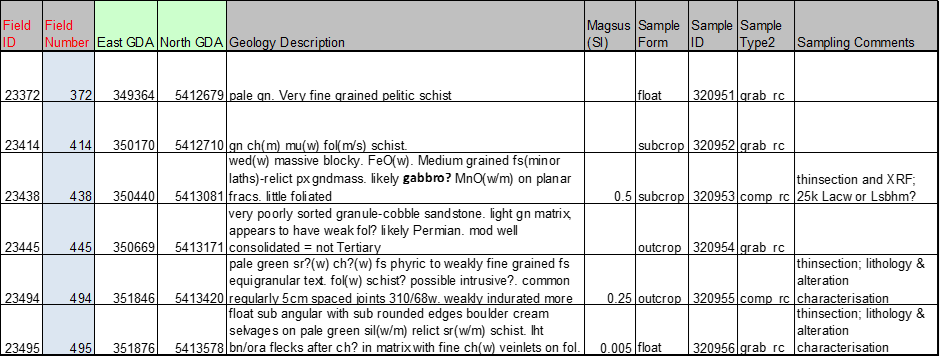 Field ID Field Number East GDA North GDA Geology Description Magsus (SI) Sample Form Sample ID Sample Type2 Sampling Comments
23372 372 349364 5412679 pale gn. Very fine grained pelitic schist float 320951 grab_rc
23414 414 350170 5412710 gn ch(m) mu(w) fol(m/s) schist. subcrop 320952 grab_rc
wed(w) massive blocky. FeO(w). Medium grained fs(minor
laths)-relict px gndmass. likely gabbro? MnO(w/m) on planar thinsection and XRF;
23438 438 350440 5413081 fracs. little foliated 0.5 subcrop 320953 comp_rc 25k Lacw or Lsbhm?
very poorly sorted granule-cobble sandstone. light gn matrix,
appears to have weak fol? likely Permian. mod well
23445 445 350669 5413171 consolidated = not Tertiary outcrop 320954 grab_rc
pale green sr?(w) ch?(w) fs phyric to weakly fine grained fs thinsection; lithology &
equigranular text. fol(w) schist? possible intrusive?. common alteration
23494 494 351846 5413420 regularly 5cm spaced joints 310/68w. weakly indurated more 0.25 outcrop 320955 comp_rc characterisation
float sub angular with sub rounded edges boulder cream thinsection; lithology &
selvages on pale green sil(w/m) relict sr(w/m) schist. lht alteration
23495 495 351876 5413578 bn/ora flecks after ch? in matrix with fine ch(w) veinlets on fol. 0.005 float 320956 grab_rc characterisation